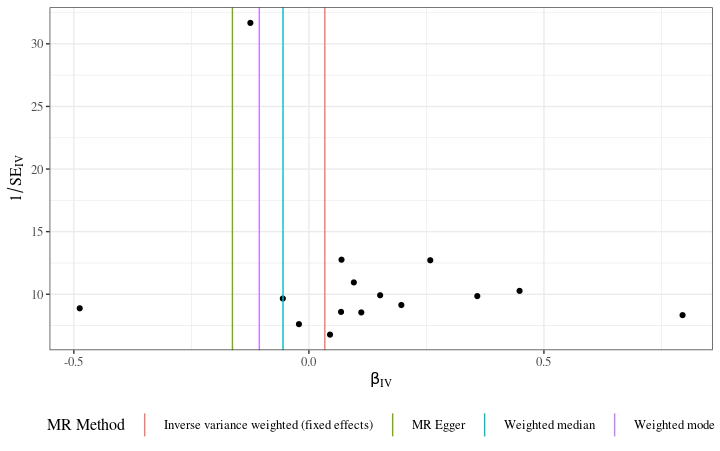 30
25
20
15
10
1/SE_IV
-0.5
0.0
0.5
β_IV
MR Method
Inverse variance weighted (fixed effects)
MR Egger
Weighted median
Weighted mode